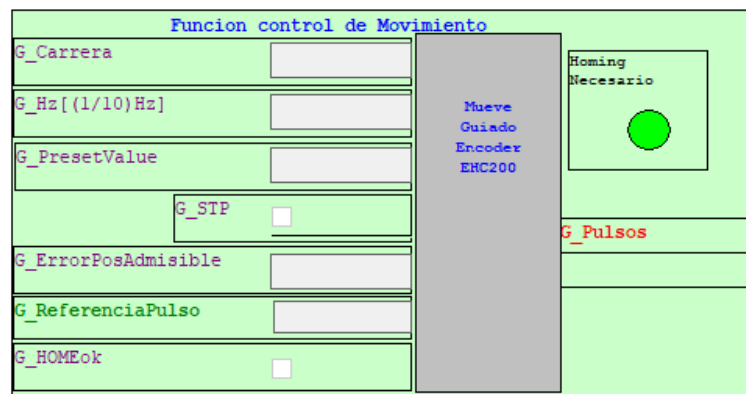 Funcion control de Movimiento
G_Carrera
G_Hz[(1/10)Hz]
G_PresetValue
G_STP
G_ErrorPosAdmisible
G_ReferenciaPulso
G_HOMEok
Mueve
Guiado
Encoder
EHC200
Homing
Necesario
G_Pulsos